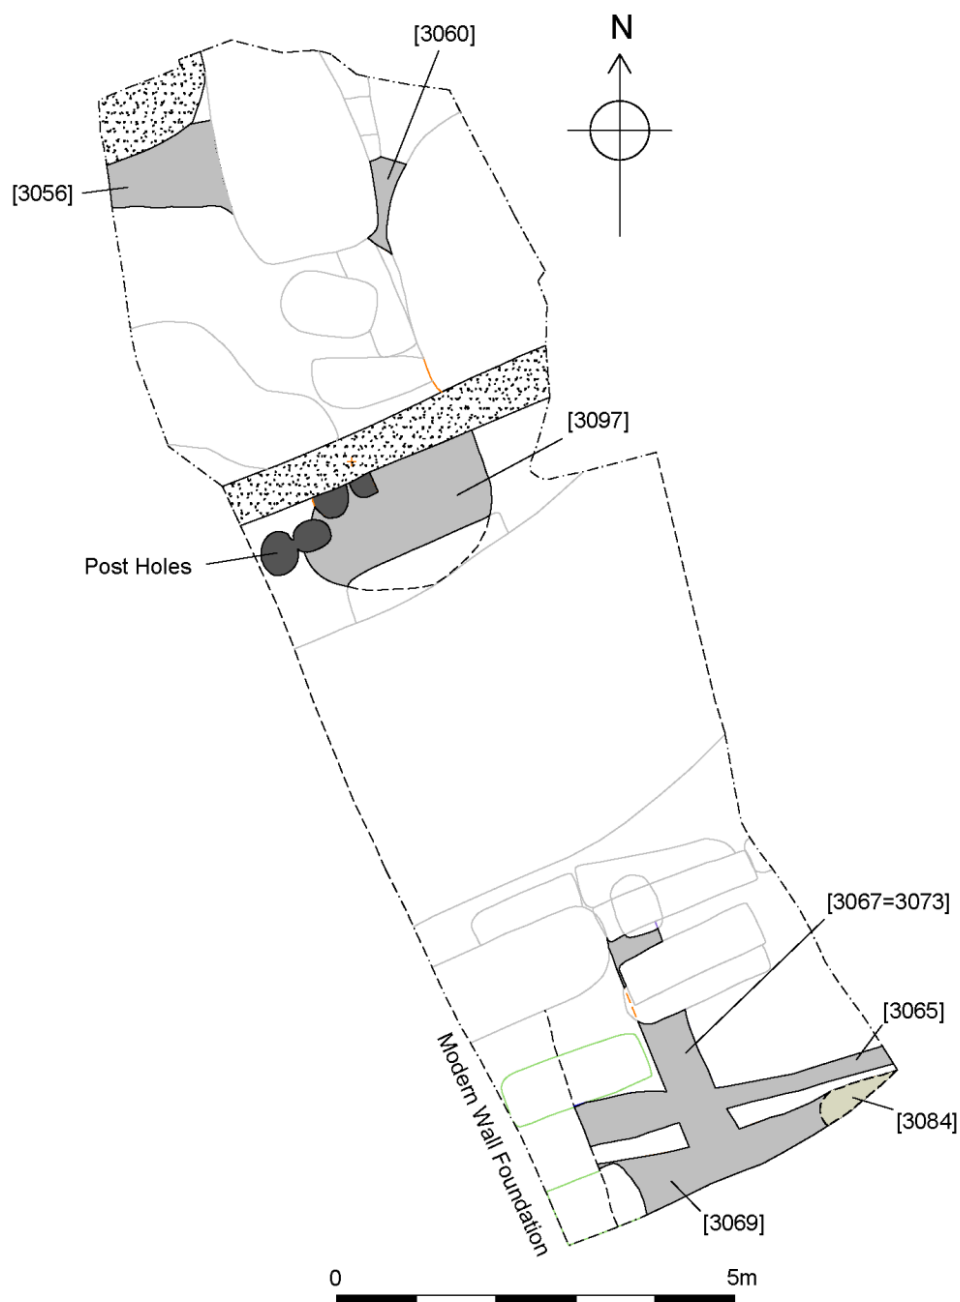 [3060]
N
[3056]
[3097]
Post Holes
[3067=3073]
[3065]
[3084]
[3069]
Modern Wall Foundation
0 5m